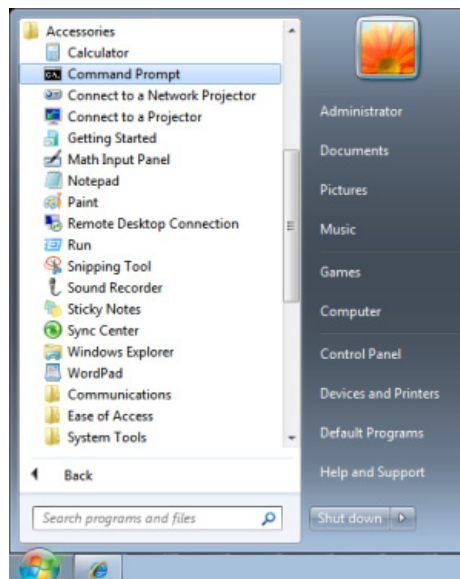 Accessories
Calculator
Command Prompt
Connect to a Network Projector
Connect to a Projector
Getting Started
Math Input Panel
Notepad
Paint
Remote Desktop Connection
Run
Snipping Tool
Sound Recorder
Sticky Notes
Sync Center
Windows Explorer
WordPad
Communications
Ease of Access
System Tools
Back
Search programs and files
Administrator
Documents
Pictures
Music
Games
Computer
Control Panel
Devices and Printers
Default Programs
Help and Support
Shut down